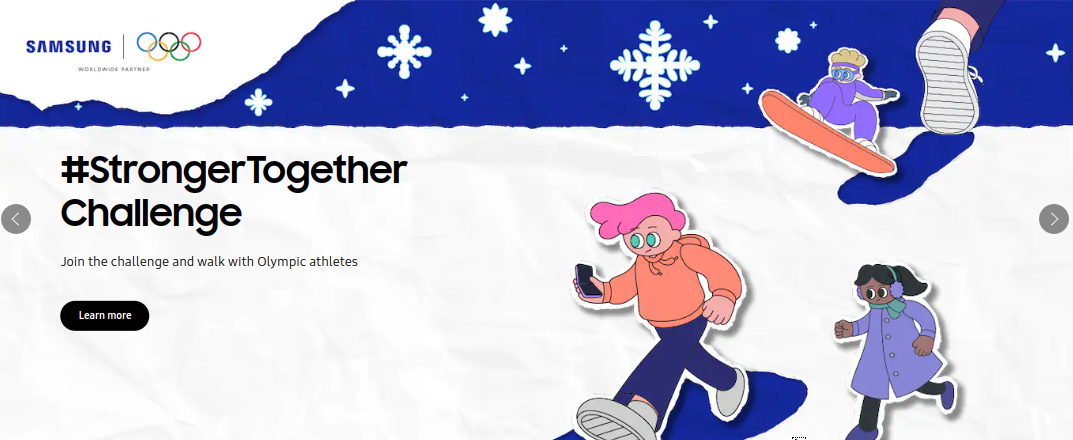 SAMSUNG
WORLDWIDE PARTNER
#StrongerTogether
Challenge
Join the challenge and walk with Olympic athletes
Learn more